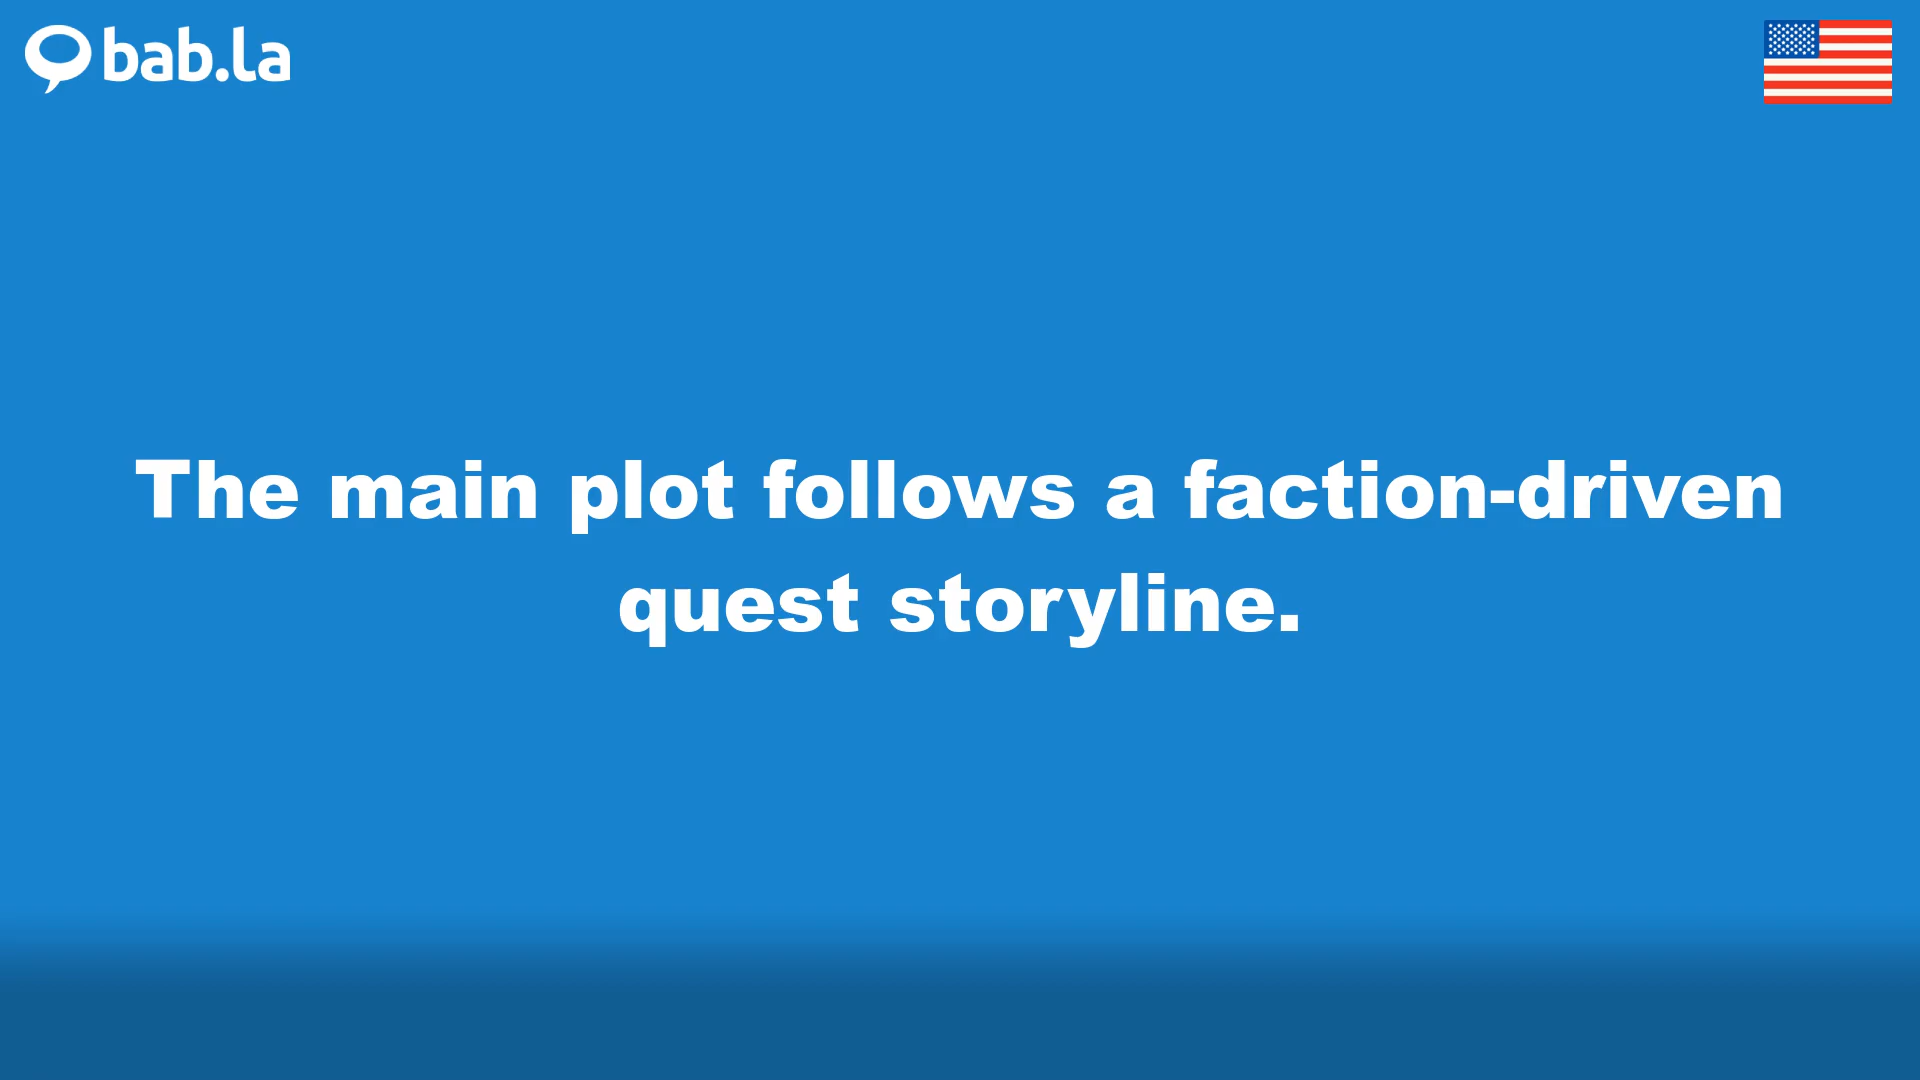 bab.la
The main plot follows a faction-driven
quest storyline.